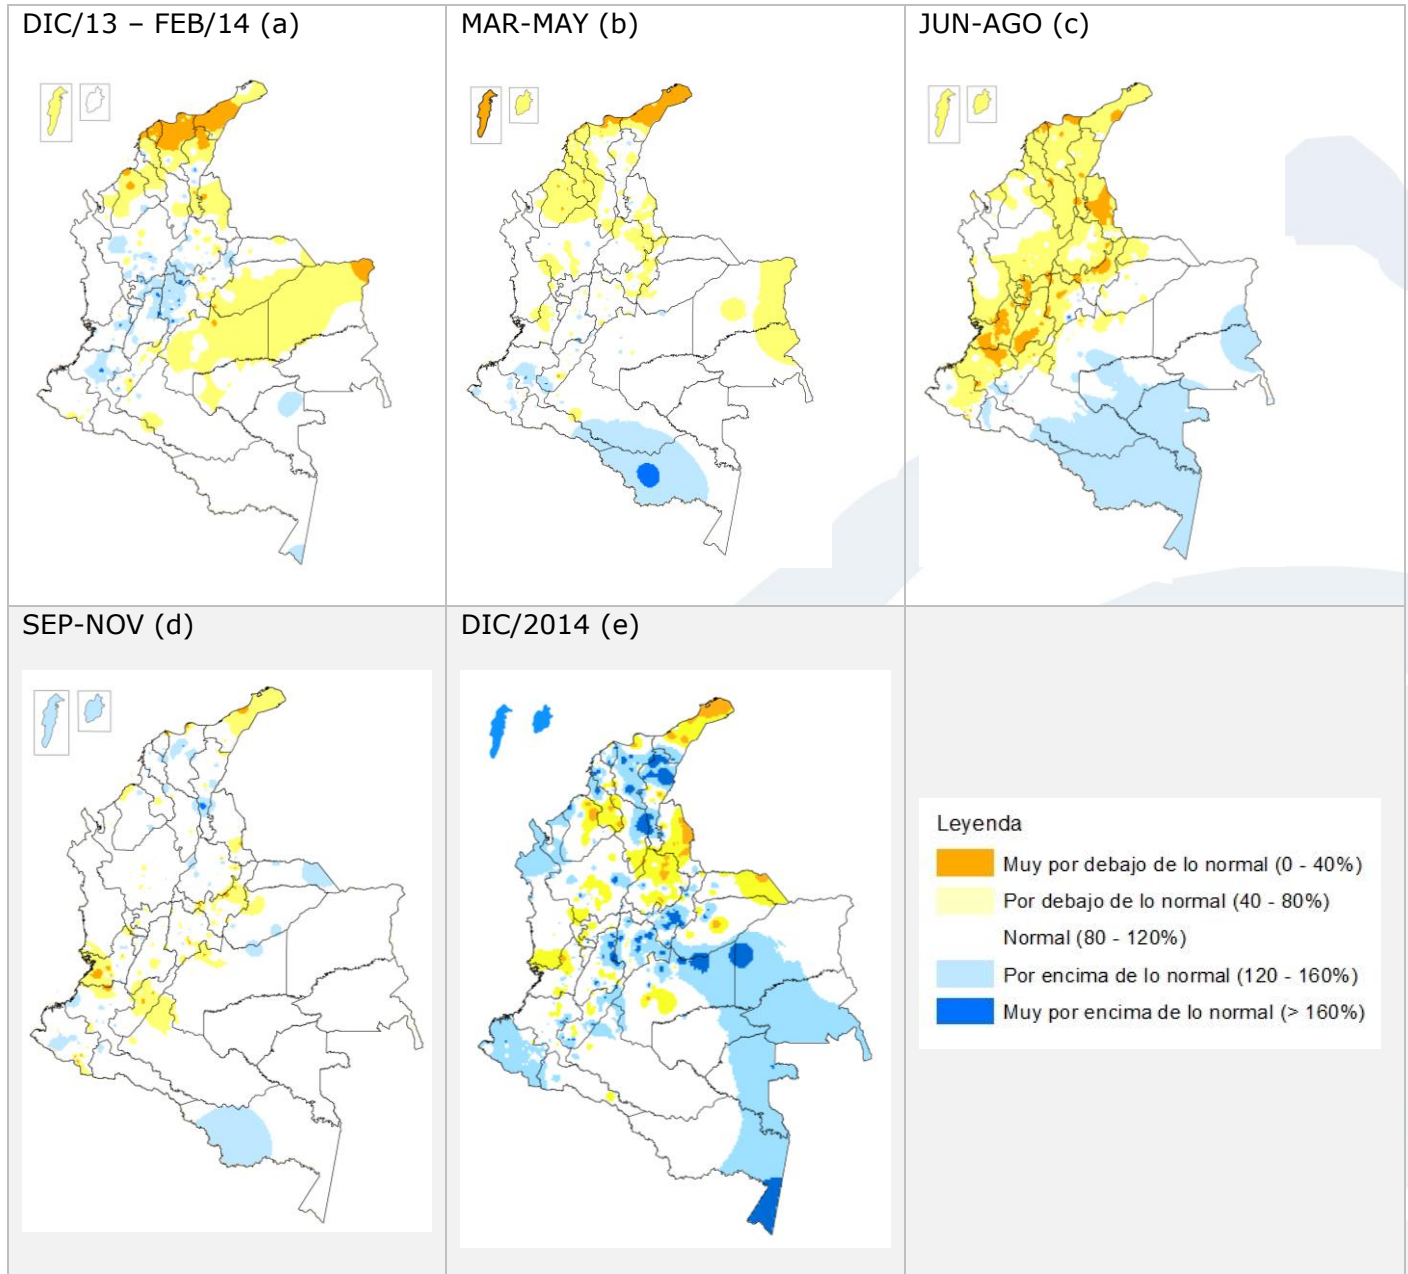 DIC/13 – FEB/14 (a)
MAR-MAY (b)
JUN-AGO (c)
SEP-NOV (d)
DIC/2014 (e)
Leyenda
Muy por debajo de lo normal (0 - 40%)
Por debajo de lo normal (40 - 80%)
Normal (80 - 120%)
Por encima de lo normal (120 - 160%)
Muy por encima de lo normal (> 160%)